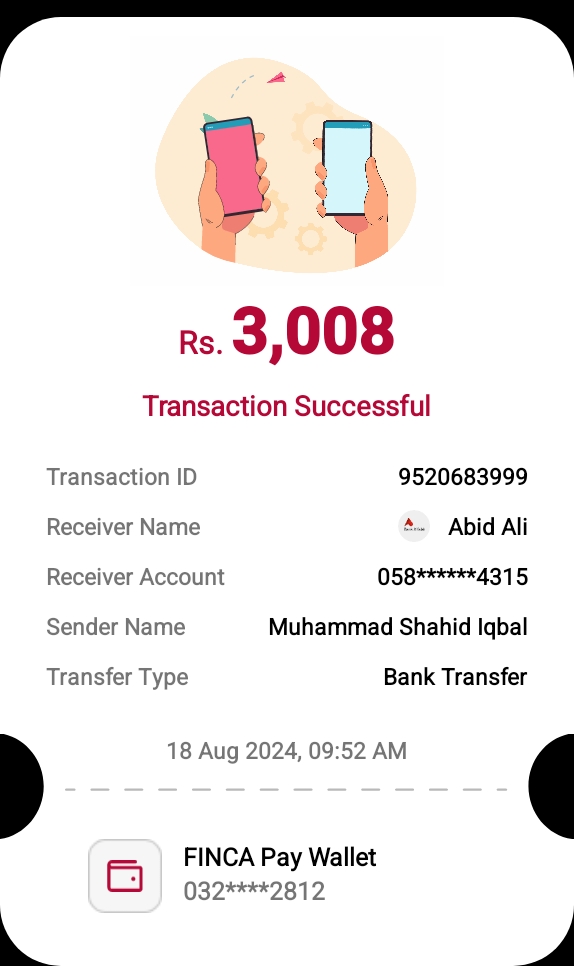 Rs. 3,008
Transaction Successful
Transaction ID 9520683999
Receiver Name Abid Ali
Receiver Account 058******4315
Sender Name Muhammad Shahid Iqbal
Transfer Type Bank Transfer
18 Aug 2024, 09:52 AM
FINCA Pay Wallet
032****2812